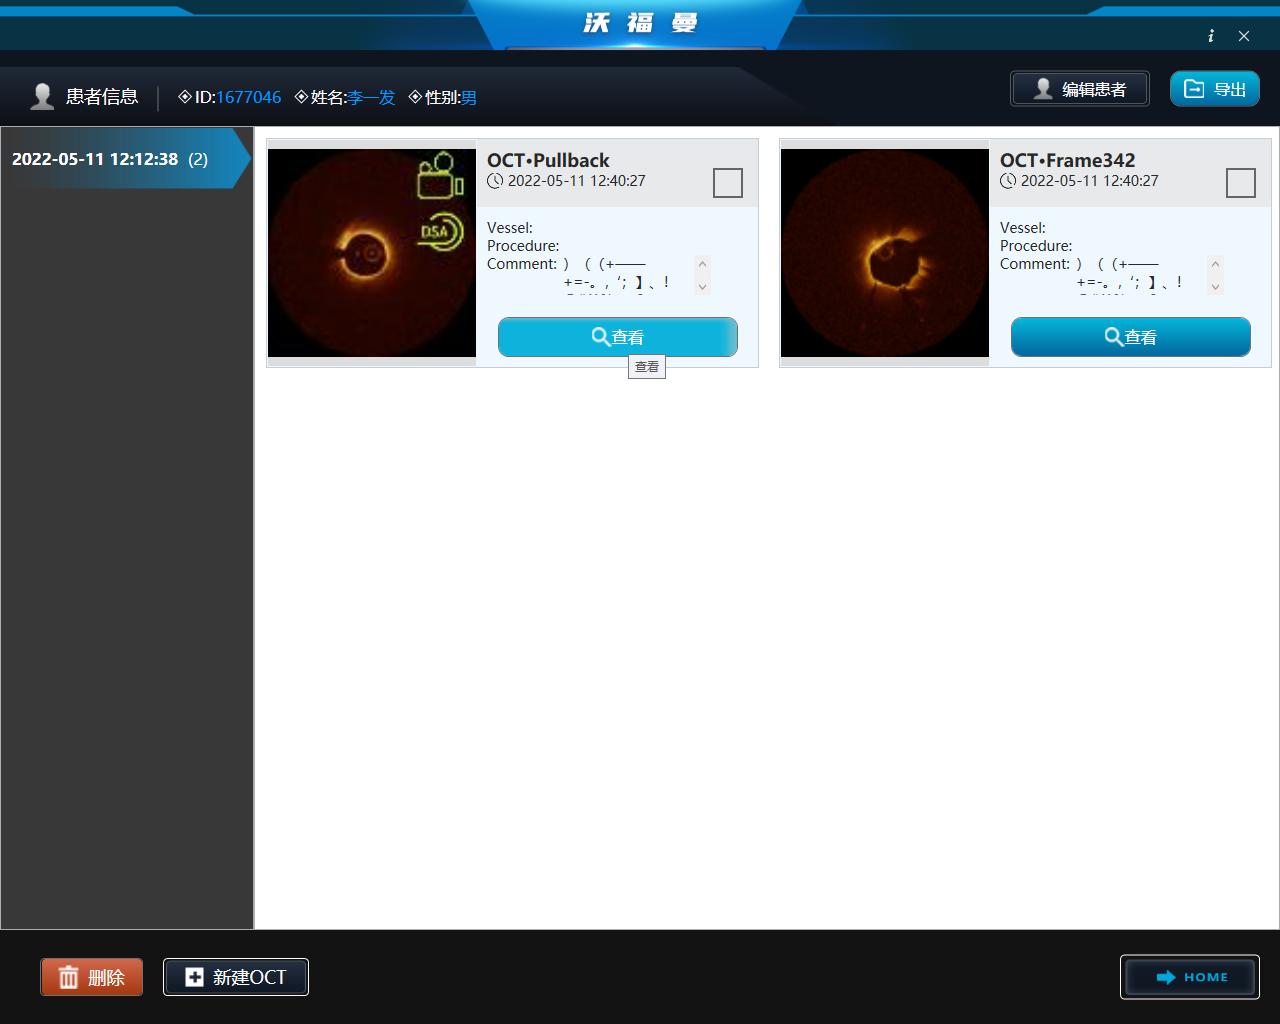 沃福曼
患者信息 ID:1677046 姓名:李一发 性别:男 编辑患者 导出
2022-05-11 12:12:38 (2)
OCT•Pullback
2022-05-11 12:40:27
DSA
Vessel:
Procedure:
Comment: ） （（+——
+=-。, ‘; 】、!
查看
查看
OCT•Frame342
2022-05-11 12:40:27
Vessel:
Procedure:
Comment: ） （（+——
+=-。, ‘; 】、!
查看
删除 新建OCT HOME